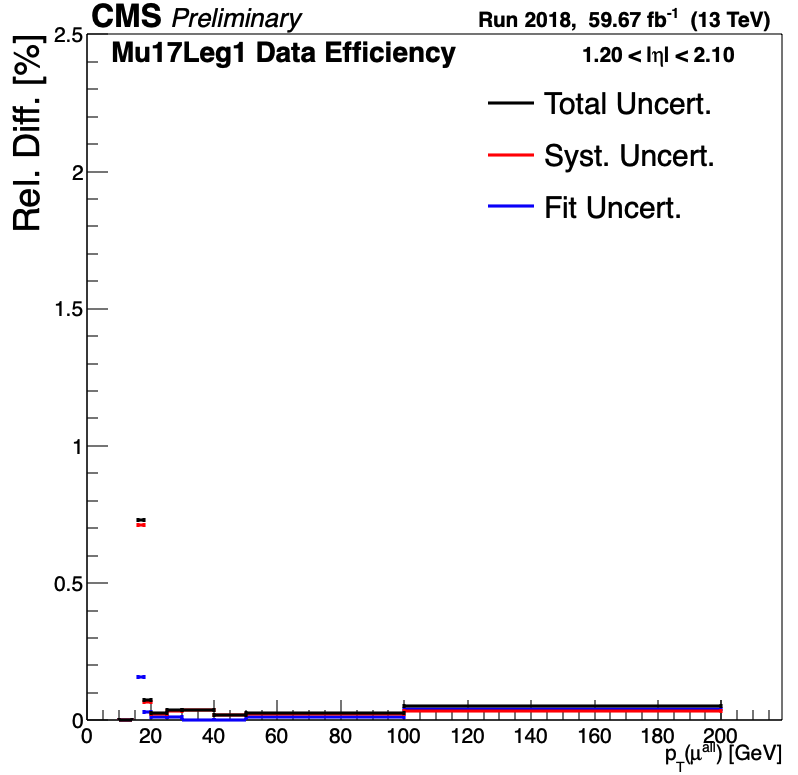 CMS Preliminary Run 2018, 59.67 fb⁻¹ (13 TeV)
Mu17Leg1 Data Efficiency 1.20 < |η| < 2.10
Total Uncert.
Syst. Uncert.
Fit Uncert.
Rel. Diff. [%]
2.5
2
1.5
1
0.5
0
0 20 40 60 80 100 120 140 160 180 200
p_T(μ^all) [GeV]